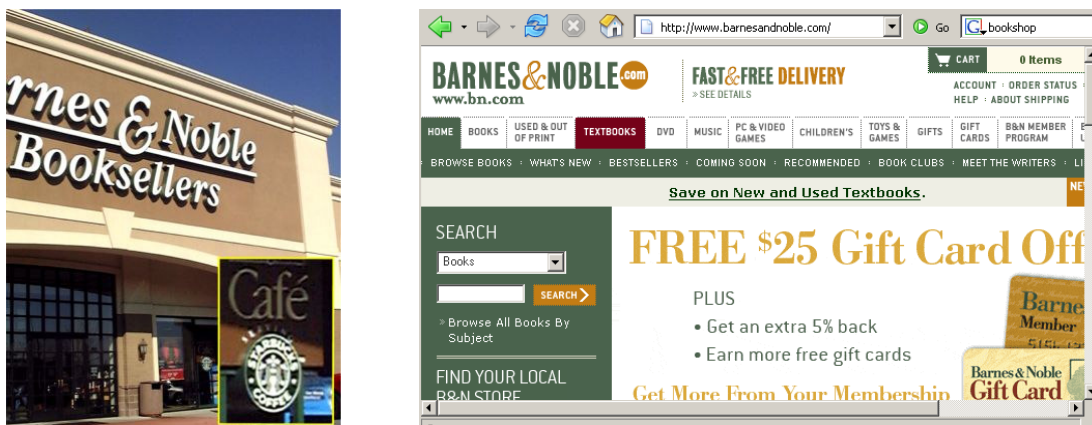 rnes & Noble
Booksellers
Café
STARBUCKS
COFFEE
http://www.barnesandnoble.com/
Go
G bookshop
BARNES&NOBLE.com
www.bn.com
FAST&FREE DELIVERY
» SEE DETAILS
CART
0 Items
ACCOUNT
ORDER STATUS
HELP
ABOUT SHIPPING
HOME
BOOKS
USED & OUT
OF PRINT
TEXTBOOKS
DVD
MUSIC
PC & VIDEO
GAMES
CHILDREN'S
TOYS &
GAMES
GIFTS
GIFT
CARDS
B&N MEMBER
PROGRAM
BROWSE BOOKS
WHAT'S NEW
BESTSELLERS
COMING SOON
RECOMMENDED
BOOK CLUBS
MEET THE WRITERS
LI
Save on New and Used Textbooks.
NE
SEARCH
Books
SEARCH
» Browse All Books By
Subject
FIND YOUR LOCAL
B&N STORE
FREE $25 Gift Card Off
PLUS
• Get an extra 5% back
• Earn more free gift cards
Get More From Your Membership
Barne
Member
Barnes & Noble
Gift Card